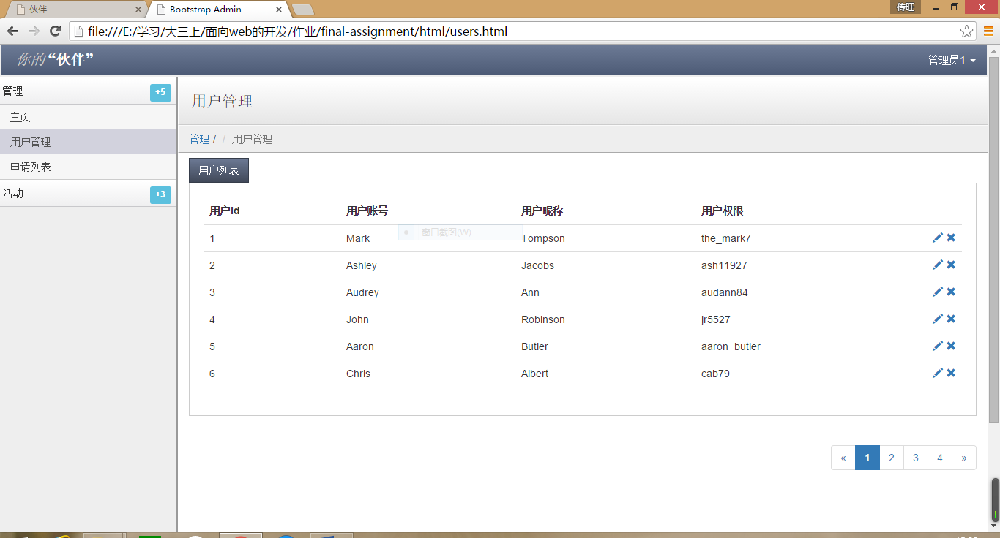 伙伴 × Bootstrap Admin × 传旺
file:///E:/学习/大三上/面向web的开发/作业/final-assignment/html/users.html
你的“伙伴” 管理员1
管理 +5
主页
用户管理
申请列表
活动 +3
用户管理
管理 / / 用户管理
用户列表
用户id 用户账号 用户昵称 用户权限
窗口截图(W)
1 Mark Tompson the_mark7
2 Ashley Jacobs ash11927
3 Audrey Ann audann84
4 John Robinson jr5527
5 Aaron Butler aaron_butler
6 Chris Albert cab79
« 1 2 3 4 »